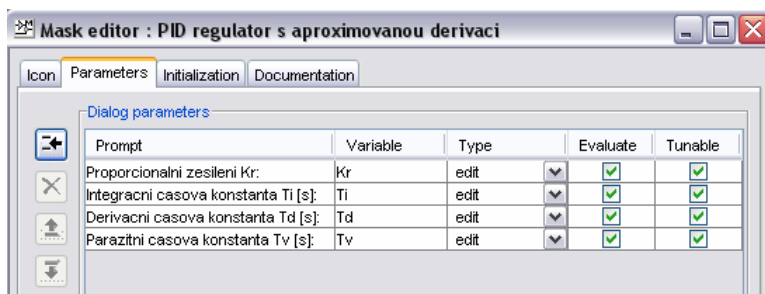 Mask editor : PID regulator s aproximovanou derivaci
Icon Parameters Initialization Documentation
Dialog parameters
Prompt Variable Type Evaluate Tunable
Proporcionalni zesileni Kr: Kr edit
Integracni casova konstanta Ti [s]: Ti edit
Derivacni casova konstanta Td [s]: Td edit
Parazitni casova konstanta Tv [s]: Tv edit